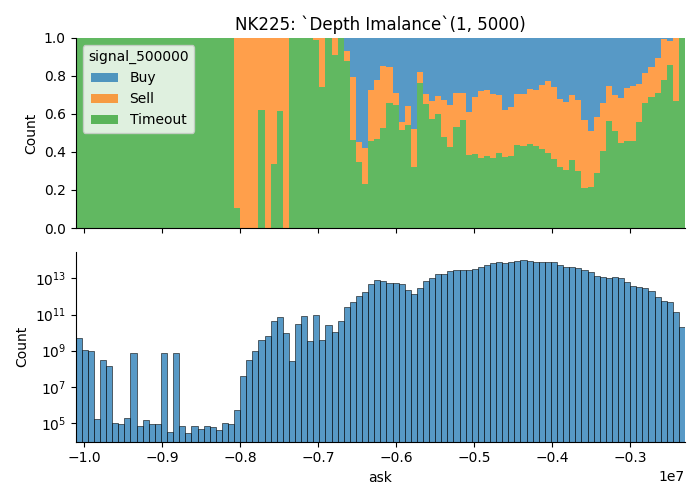 NK225: `Depth Imalance`(1, 5000)
Count
1.0
0.8
0.6
0.4
0.2
0.0
signal_500000
Buy
Sell
Timeout
Count
10^13
10^11
10^9
10^7
10^5
−1.0 −0.9 −0.8 −0.7 −0.6 −0.5 −0.4 −0.3
1e7
ask